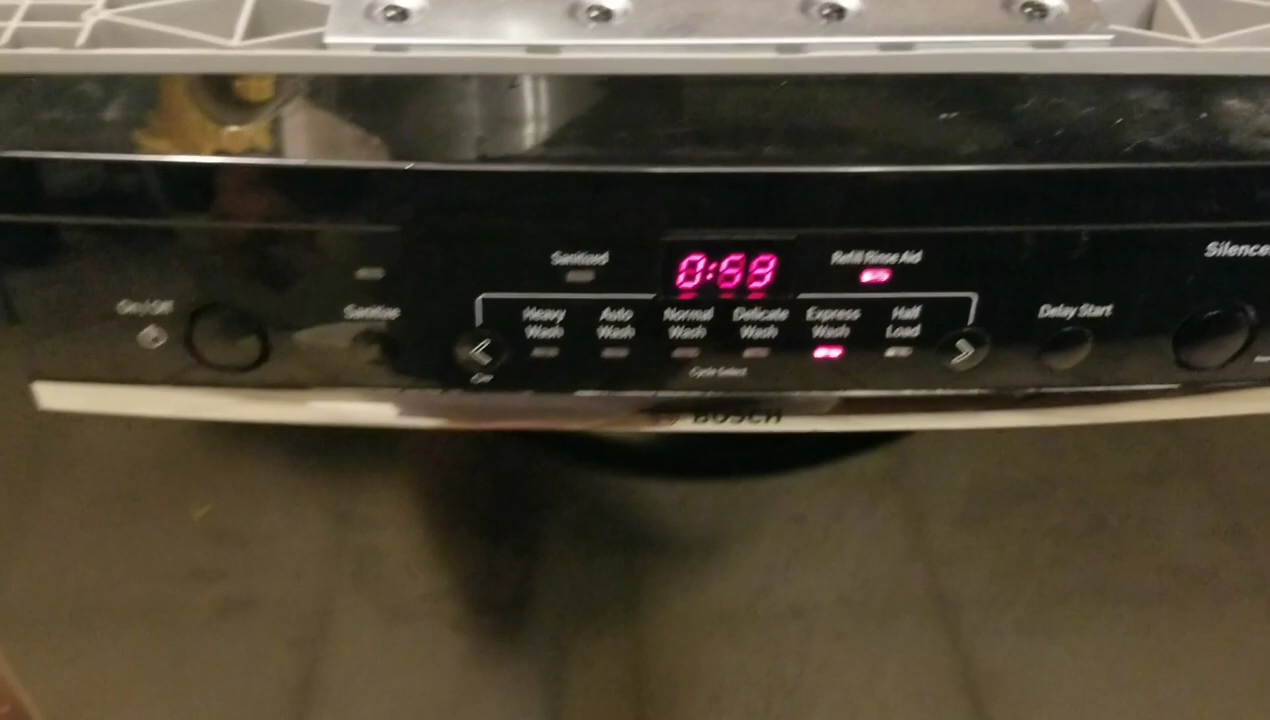 Silence
Sanitized
0:59
Refill Rinse Aid
On/Off
Sanitize
Heavy Wash
Auto Wash
Normal Wash
Delicate Wash
Express Wash
Half Load
Delay Start
Cycle Select
BOSCH